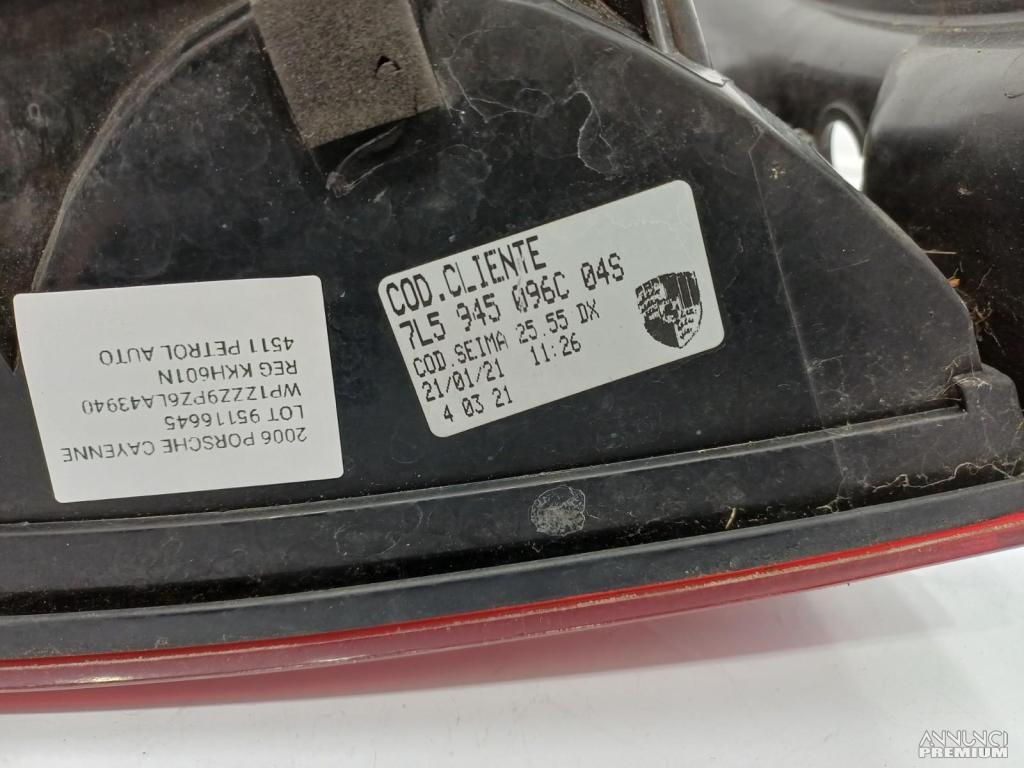 COD.CLIENTE
7L5 945 096C 04S
COD.SEIMA 25.55 DX
21/01/21 11:26
4 03 21
2006 PORSCHE CAYENNE
LOT 95116645
WP1ZZZ9PZ6LA43940
REG KKH601N
4511 PETROL AUTO
ANNUNCI
PREMIUM